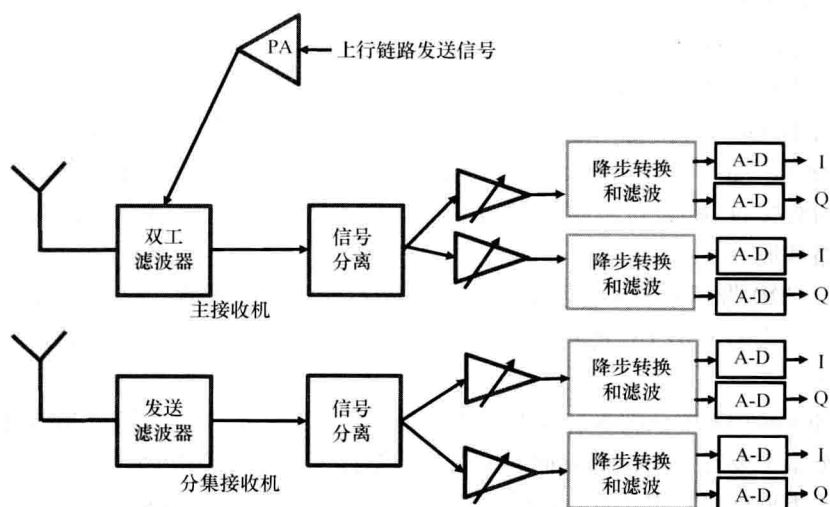 PA
上行链路发送信号
双工
滤波器
信号
分离
降步转换
和滤波
A-D
I
A-D
Q
降步转换
和滤波
A-D
I
A-D
Q
主接收机
发送
滤波器
信号
分离
降步转换
和滤波
A-D
I
A-D
Q
降步转换
和滤波
A-D
I
A-D
Q
分集接收机